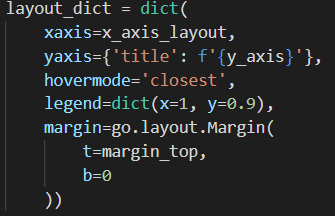 layout_dict = dict(
    xaxis=x_axis_layout,
    yaxis={'title': f'{y_axis}'},
    hovermode='closest',
    legend=dict(x=1, y=0.9),
    margin=go.layout.Margin(
        t=margin_top,
        b=0
    ))